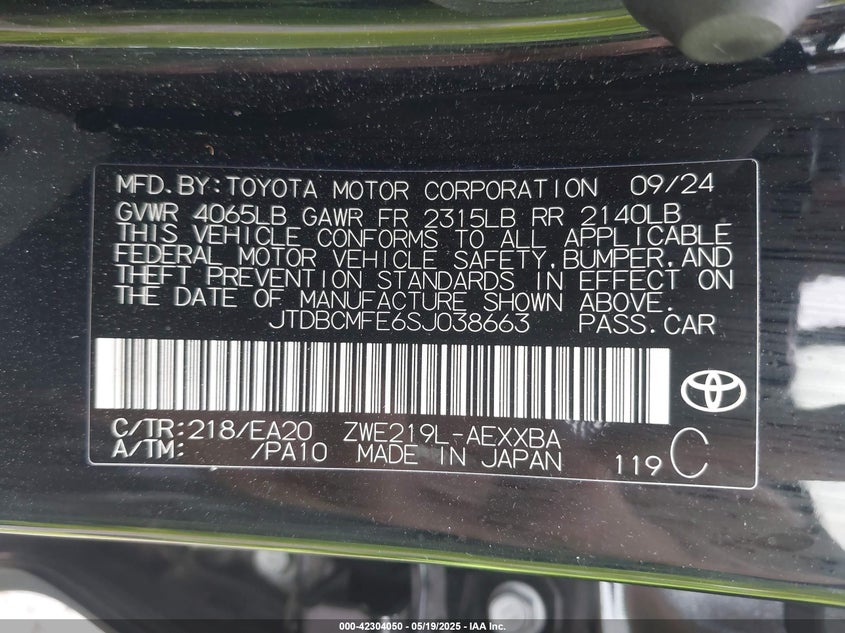 MFD.BY:TOYOTA MOTOR CORPORATION 09/24
GVWR 4065LB GAWR FR 2315LB RR 2140LB
THIS VEHICLE CONFORMS TO ALL APPLICABLE
FEDERAL MOTOR VEHICLE SAFETY,BUMPER,AND
THEFT PREVENTION STANDARDS IN EFFECT ON
THE DATE OF MANUFACTURE SHOWN ABOVE.
JTDBCMFE6SJ038663 PASS.CAR
C/TR:218/EA20 ZWE219L-AEXXBA
A/TM: /PA10 MADE IN JAPAN 119 C
000-42304050 - 05/19/2025 - IAA Inc.